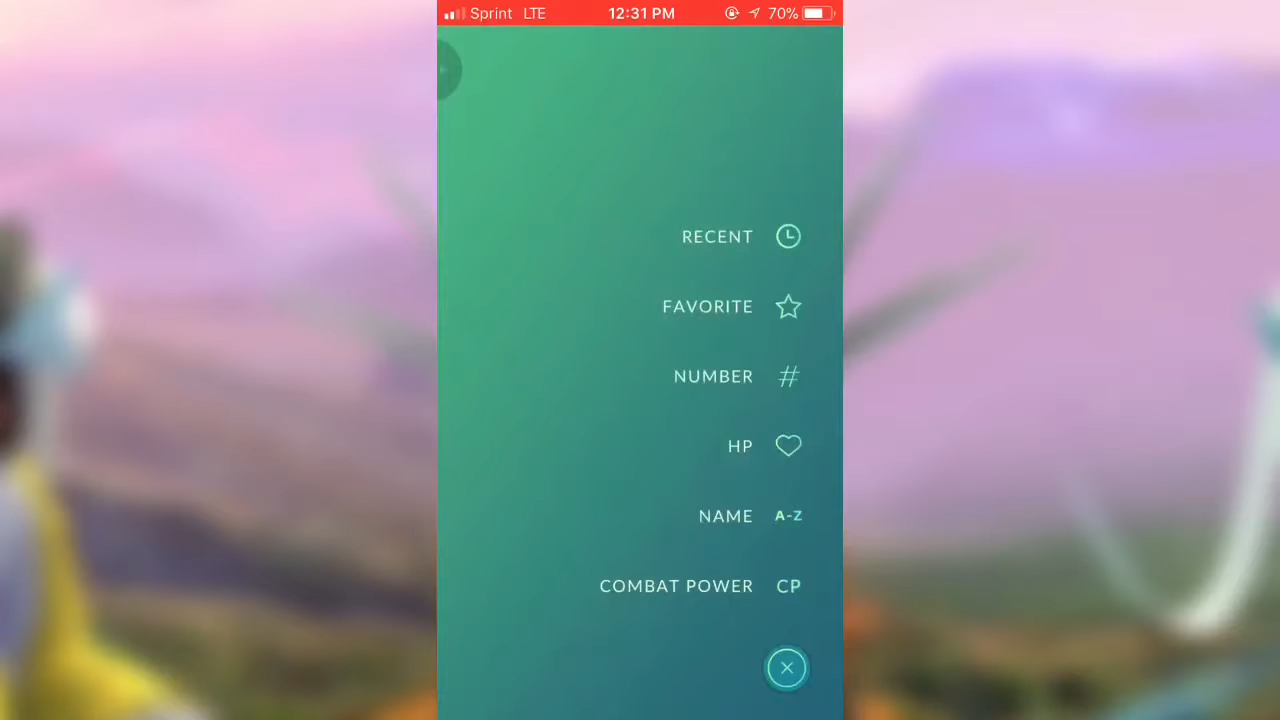 Sprint LTE 12:31 PM 70%
RECENT
FAVORITE
NUMBER #
HP
NAME A-Z
COMBAT POWER CP